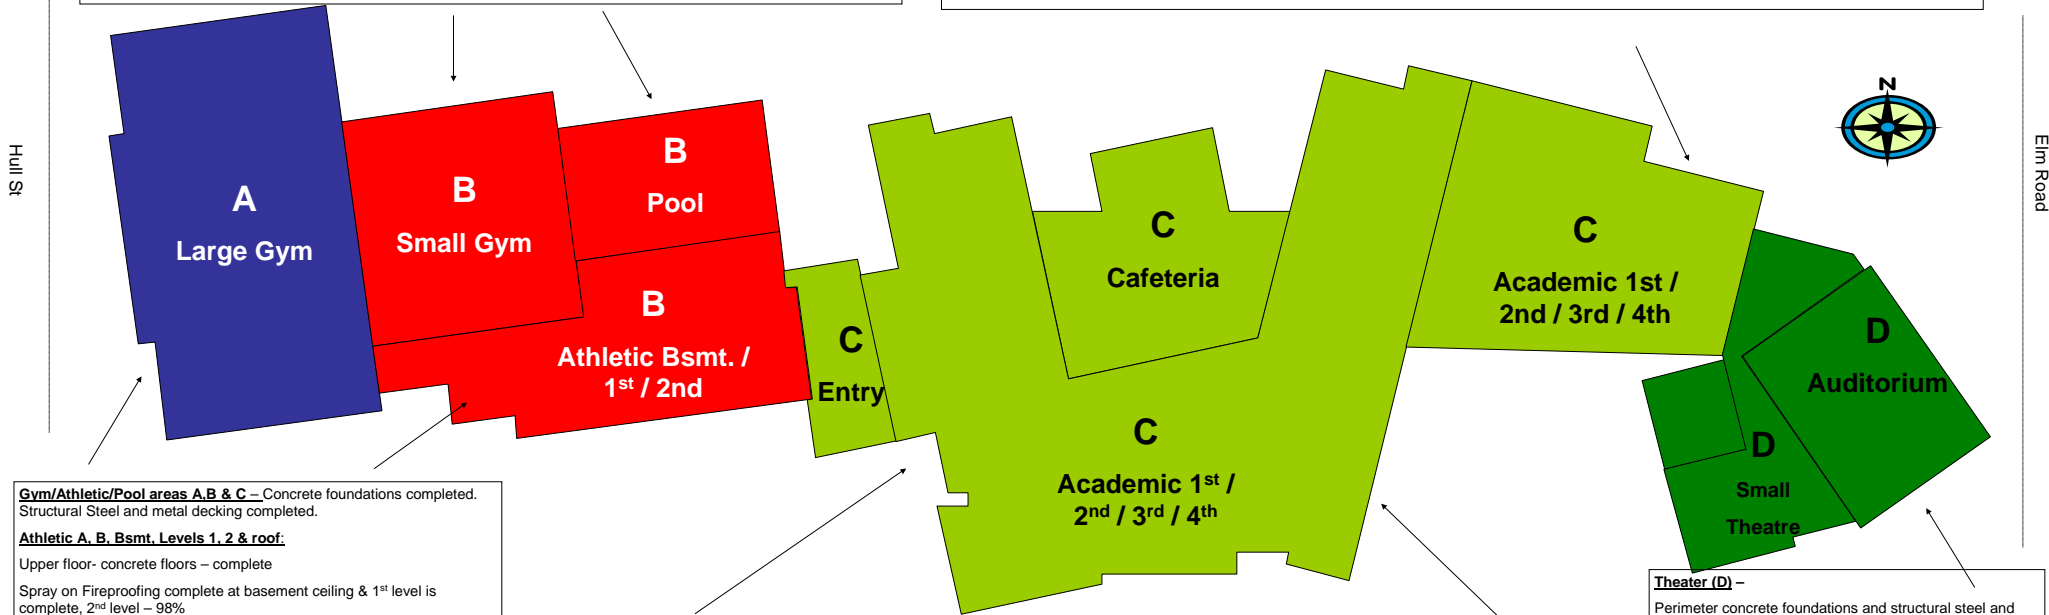 N
Hull St
Elm Road
A
Large Gym
B
Small Gym
B
Pool
B
Athletic Bsmt. /
1st / 2nd
C
Entry
C
Cafeteria
C
Academic 1st /
2nd / 3rd / 4th
C
Academic 1st /
2nd / 3rd / 4th
D
Auditorium
D
Small
Theatre
Gym/Athletic/Pool areas A,B & C – Concrete foundations completed.
Structural Steel and metal decking completed.
Athletic A, B, Bsmt, Levels 1, 2 & roof:
Upper floor- concrete floors – complete
Spray on Fireproofing complete at basement ceiling & 1st level is
complete, 2nd level – 98%
Theater (D) –
Perimeter concrete foundations and structural steel and